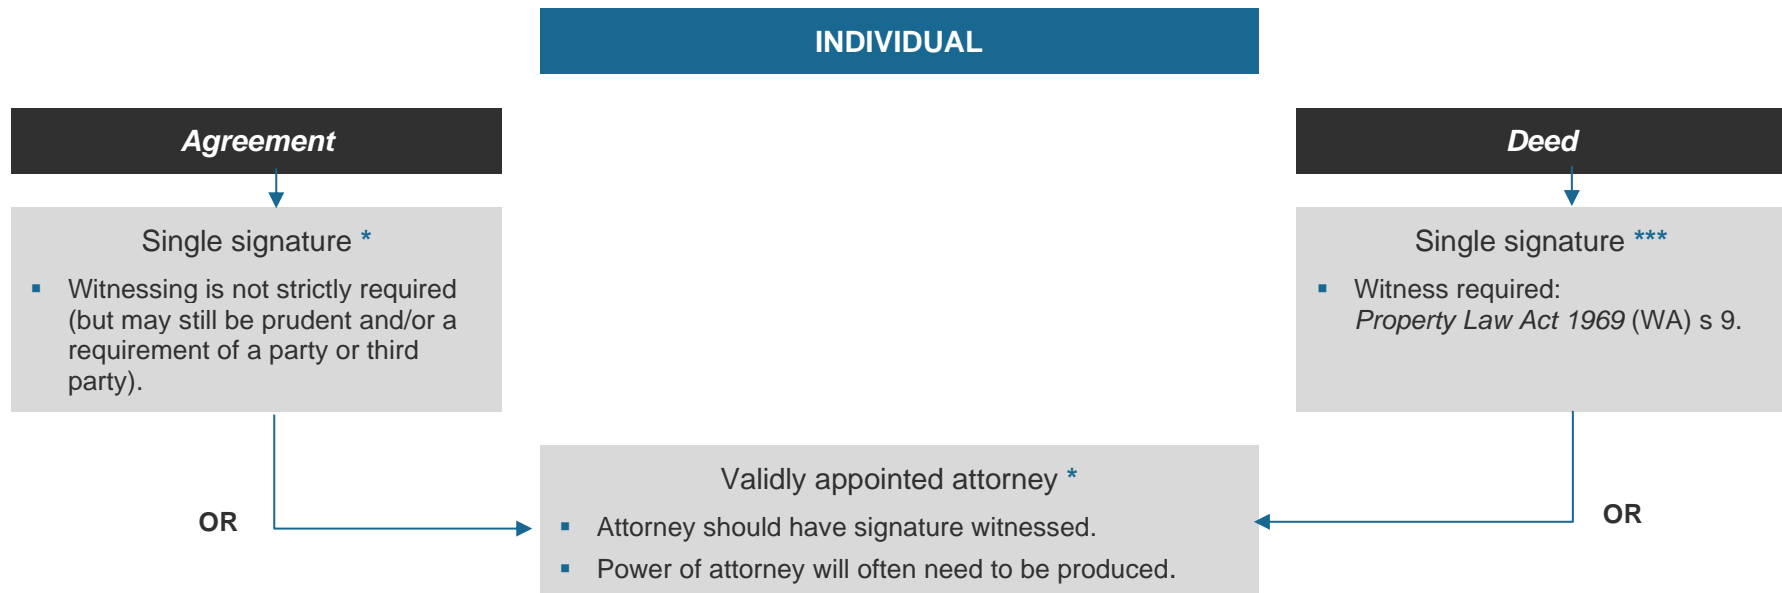 INDIVIDUAL
Agreement
Single signature *
▪ Witnessing is not strictly required
(but may still be prudent and/or a
requirement of a party or third
party).
Deed
Single signature ***
▪ Witness required:
Property Law Act 1969 (WA) s 9.
OR
OR
Validly appointed attorney *
▪ Attorney should have signature witnessed.
▪ Power of attorney will often need to be produced.